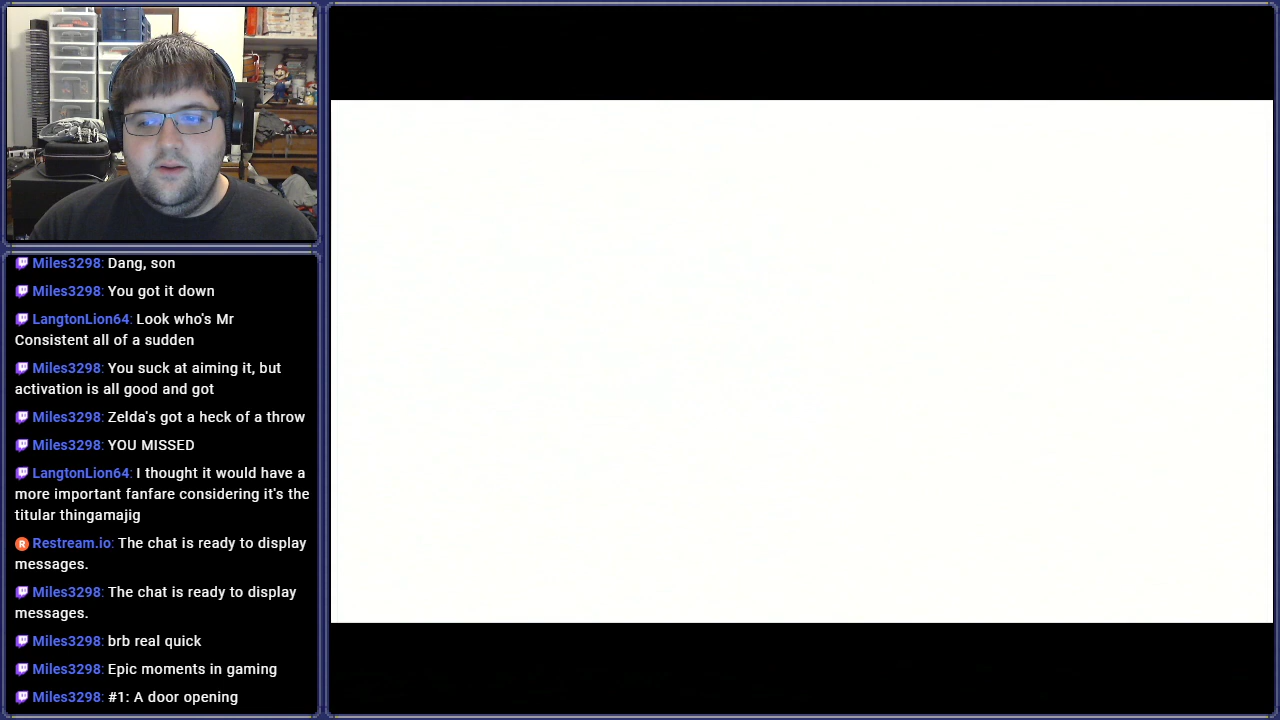 Miles3298: Dang, son
Miles3298: You got it down
LangtonLion64: Look who's Mr
Consistent all of a sudden
Miles3298: You suck at aiming it, but
activation is all good and got
Miles3298: Zelda's got a heck of a throw
Miles3298: YOU MISSED
LangtonLion64: I thought it would have a
more important fanfare considering it's the
titular thingamajig
Restream.io: The chat is ready to display
messages.
Miles3298: The chat is ready to display
messages.
Miles3298: brb real quick
Miles3298: Epic moments in gaming
Miles3298: #1: A door opening